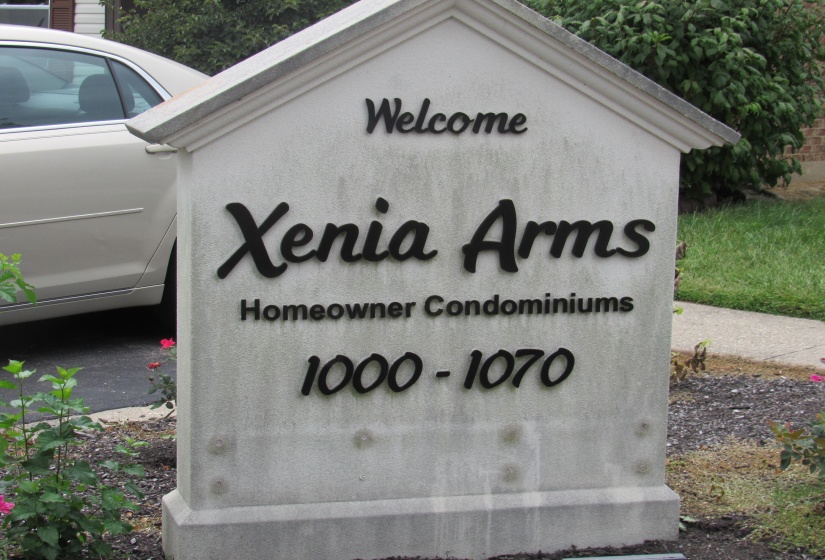 Welcome
Xenia Arms
Homeowner Condominiums
1000 - 1070